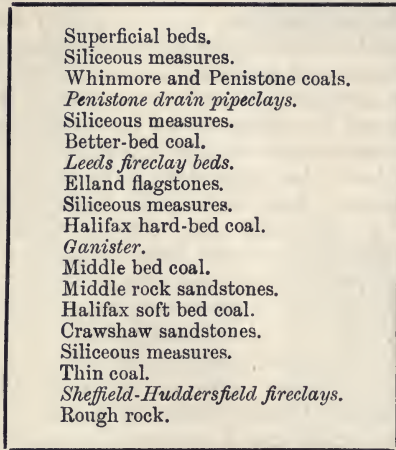 Superficial beds.
Siliceous measures.
Whinmore and Penistone coals.
Penistone drain pipeclays.
Siliceous measures.
Better-bed coal.
Leeds fireclay beds.
Elland flagstones.
Siliceous measures.
Halifax hard-bed coal.
Ganister.
Middle bed coal.
Middle rock sandstones.
Halifax soft bed coal.
Crawshaw sandstones.
Siliceous measures.
Thin coal.
Sheffield-Huddersfield fireclays.
Rough rock.